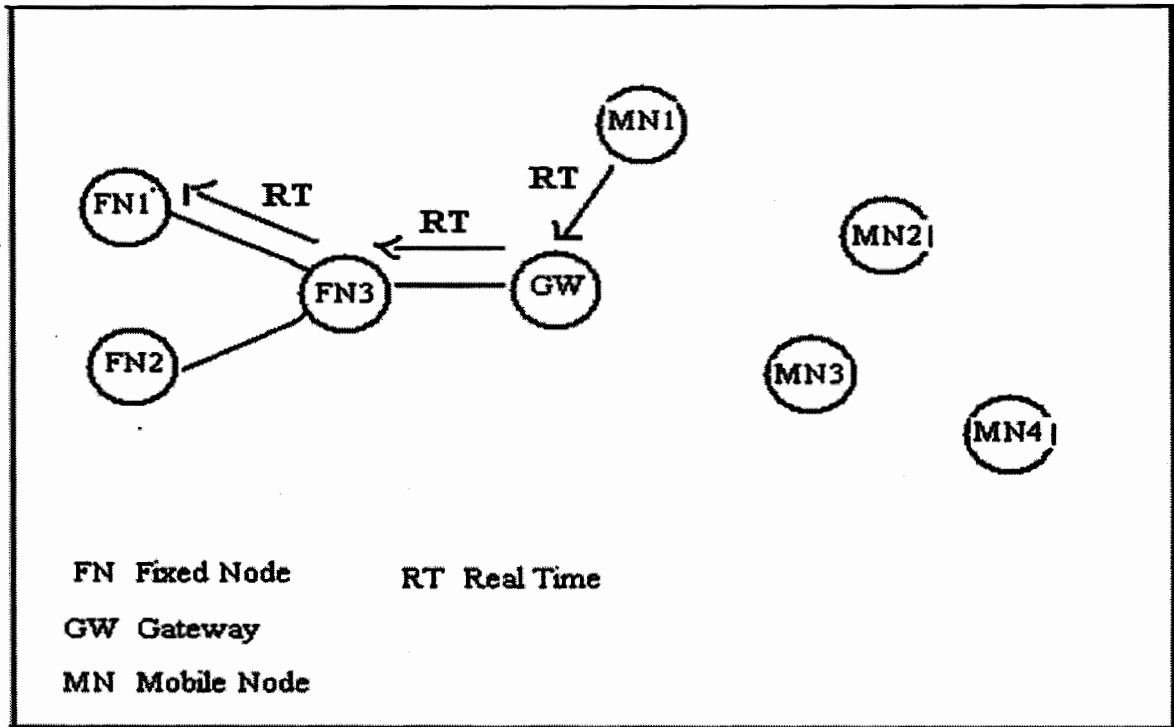 MN1
RT
FN1
RT
RT
MN2
FN3
GW
FN2
MN3
MN4
FN Fixed Node
RT Real Time
GW Gateway
MN Mobile Node